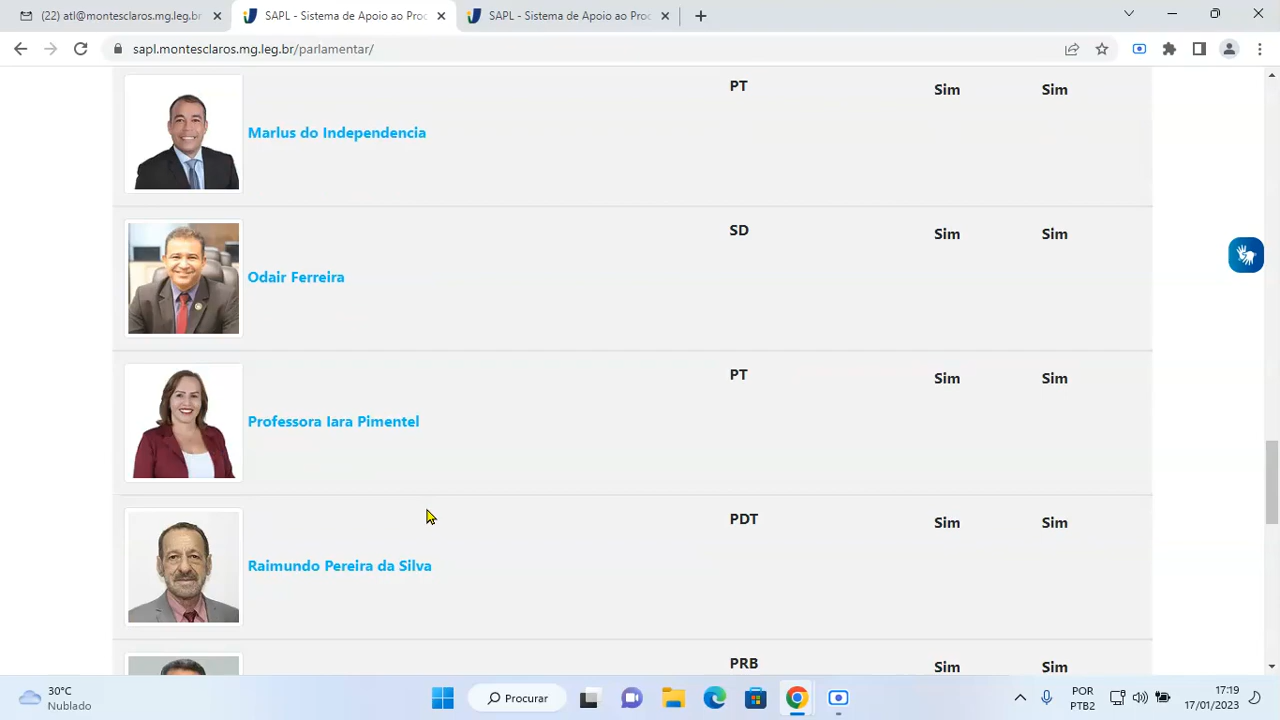 (22) atl@montesclaros.mg.leg.br
SAPL - Sistema de Apoio ao Proc
SAPL - Sistema de Apoio ao Proc
sapl.montesclaros.mg.leg.br/parlamentar/
Marlus do Independencia PT Sim Sim
Odair Ferreira SD Sim Sim
Professora Iara Pimentel PT Sim Sim
Raimundo Pereira da Silva PDT Sim Sim
PRB Sim Sim
30°C
Nublado
Procurar
POR
PTB2
17:19
17/01/2023